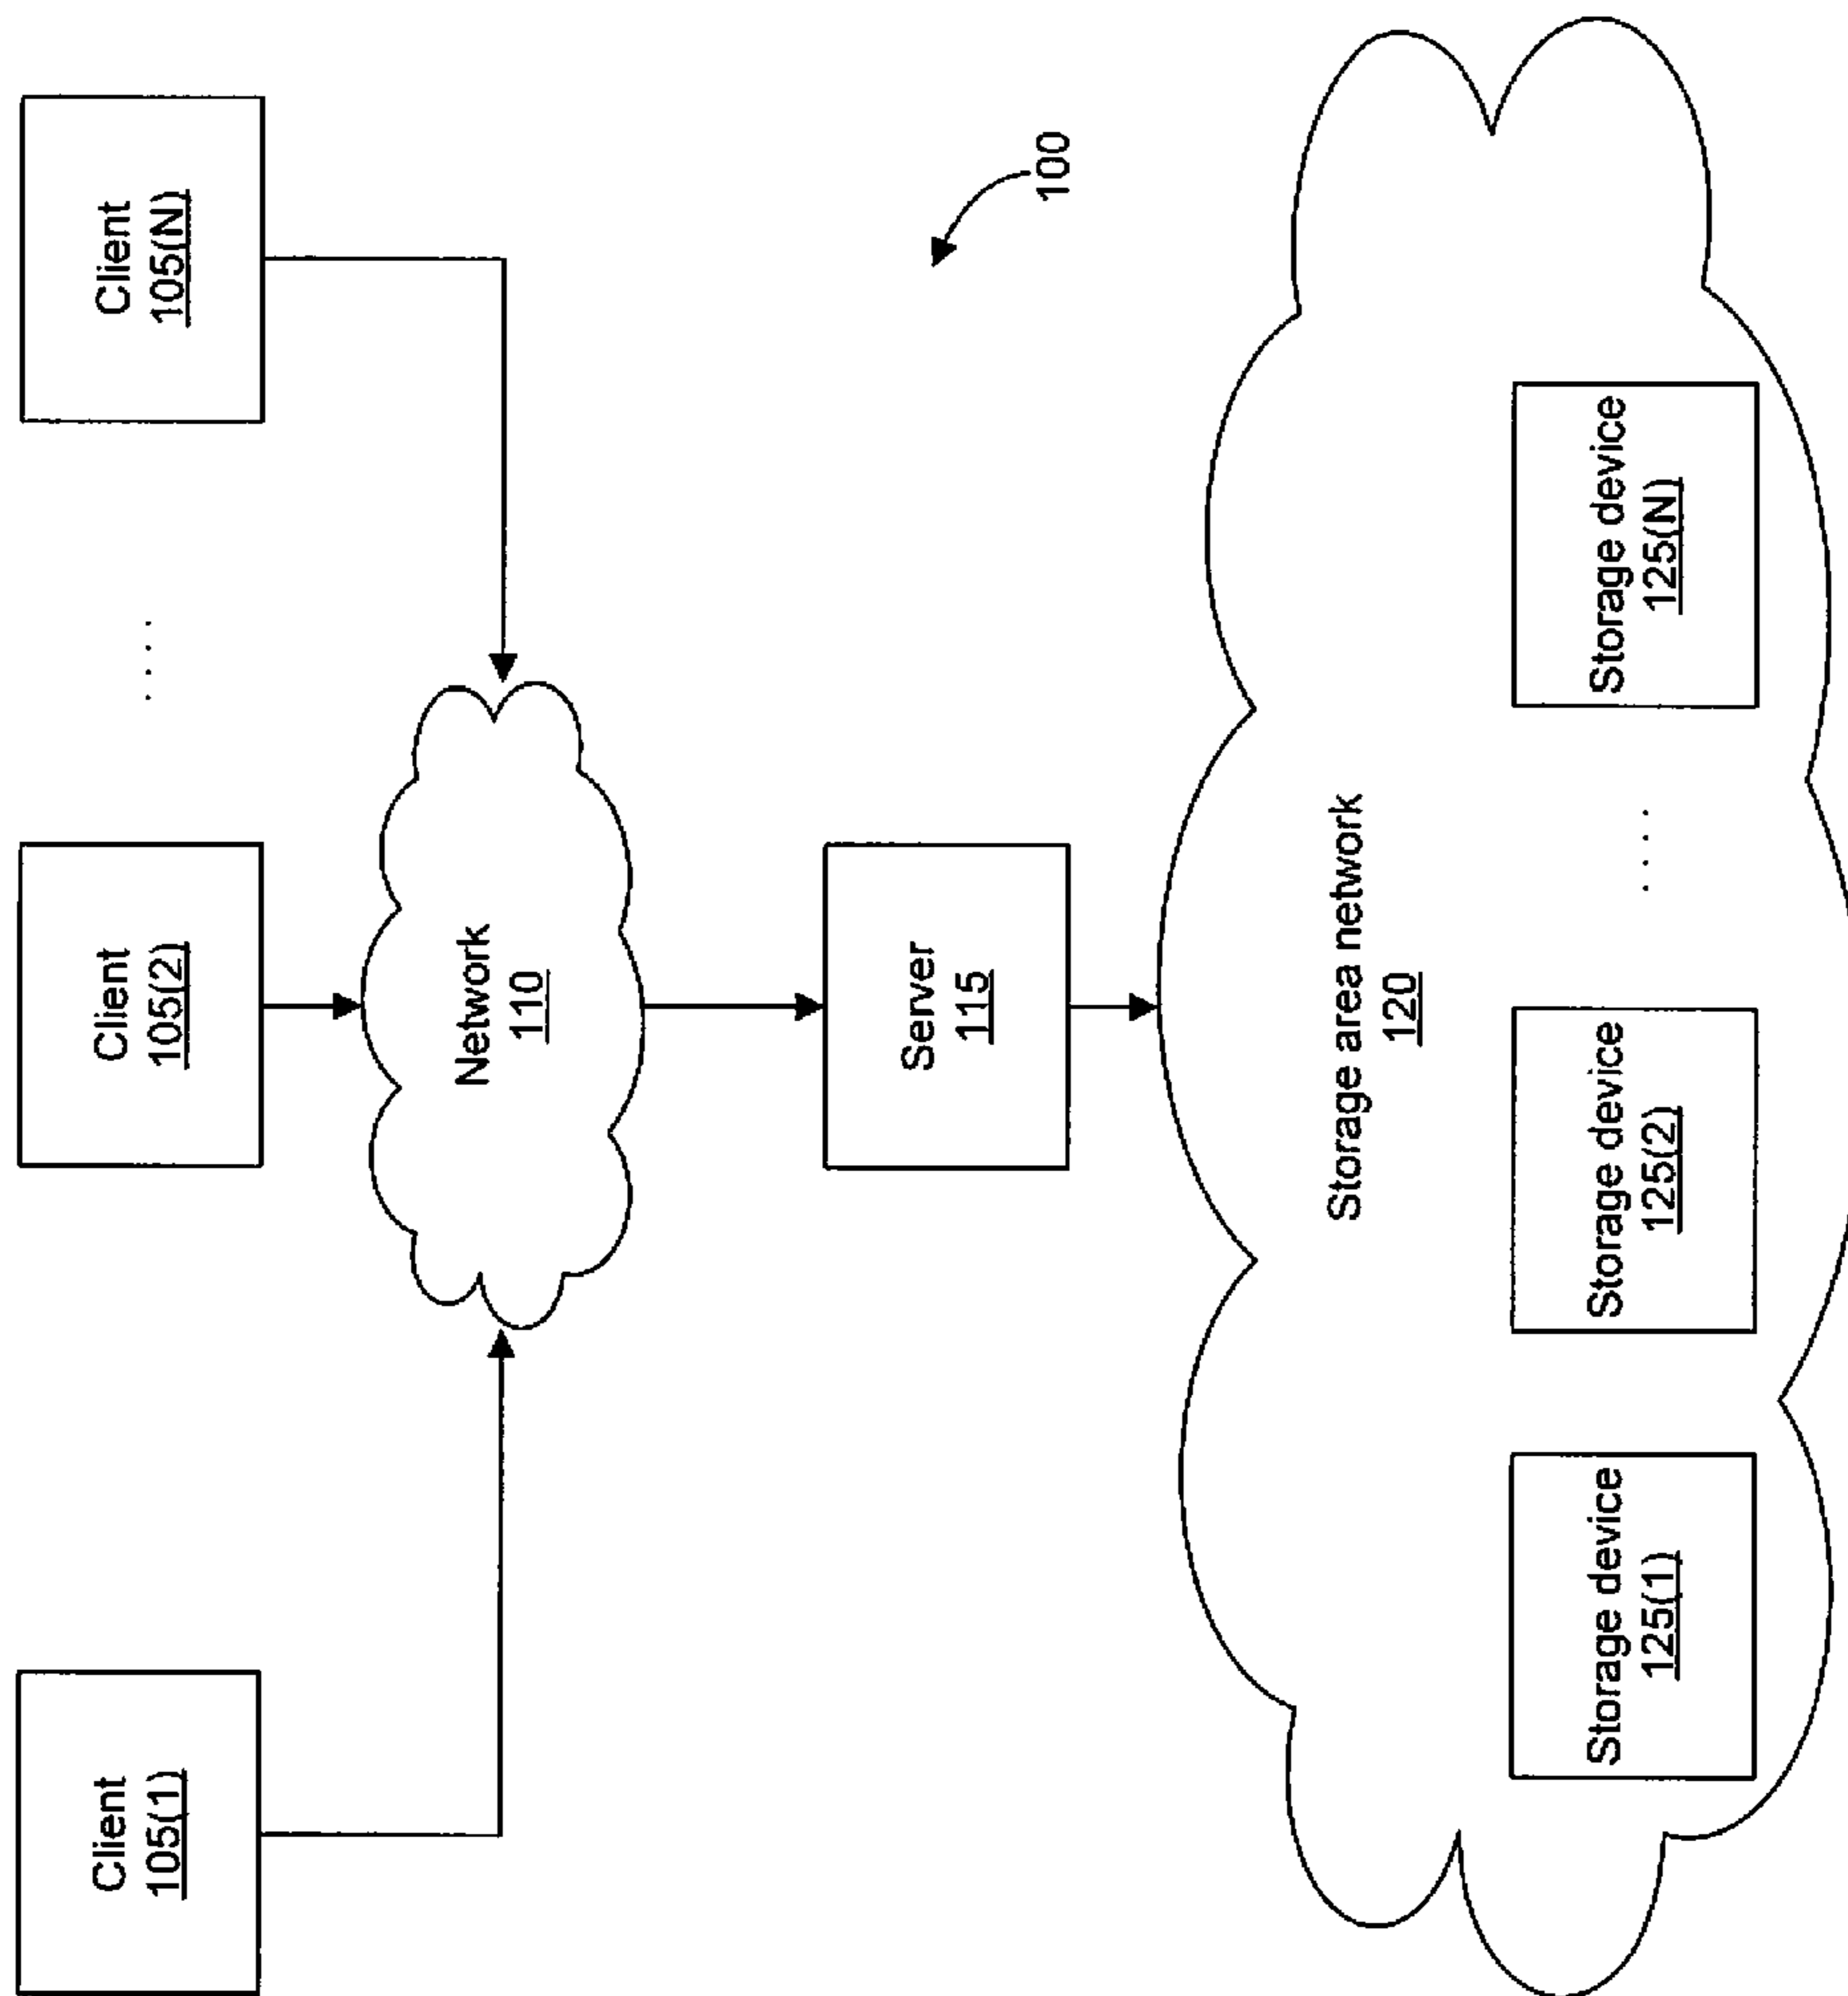 Client
105(1)
Client
105(2)
. . . .
Client
105(N)
Network
110
100
Server
115
Storage area network
120
Storage device
125(1)
Storage device
125(2)
. . . .
Storage device
125(N)